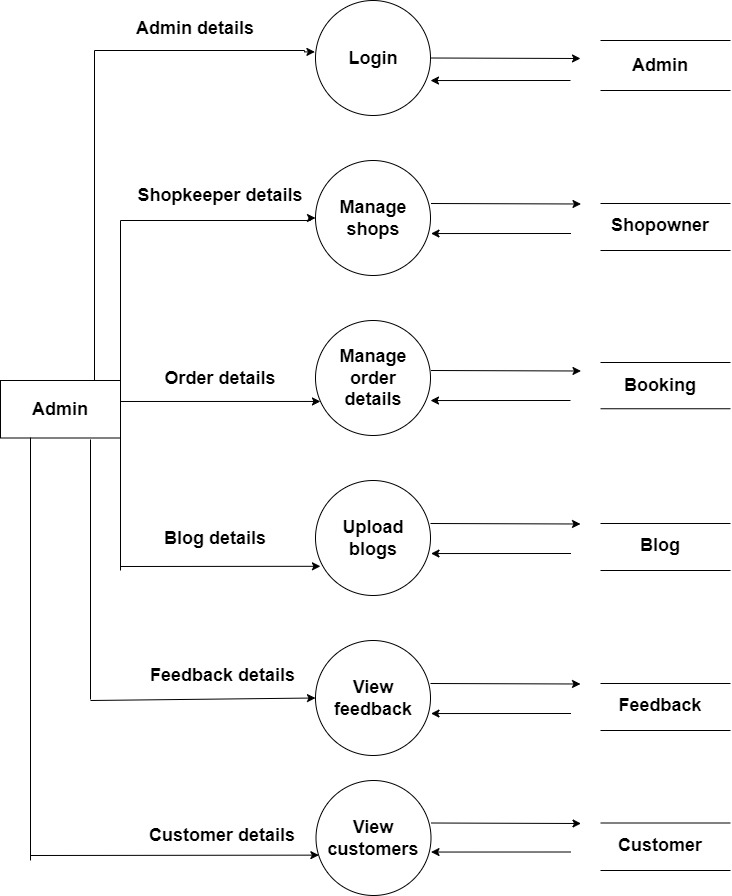 Admin details
Login
Admin
Shopkeeper details
Manage
shops
Shopowner
Admin
Order details
Manage
order
details
Booking
Blog details
Upload
blogs
Blog
Feedback details
View
feedback
Feedback
Customer details
View
customers
Customer